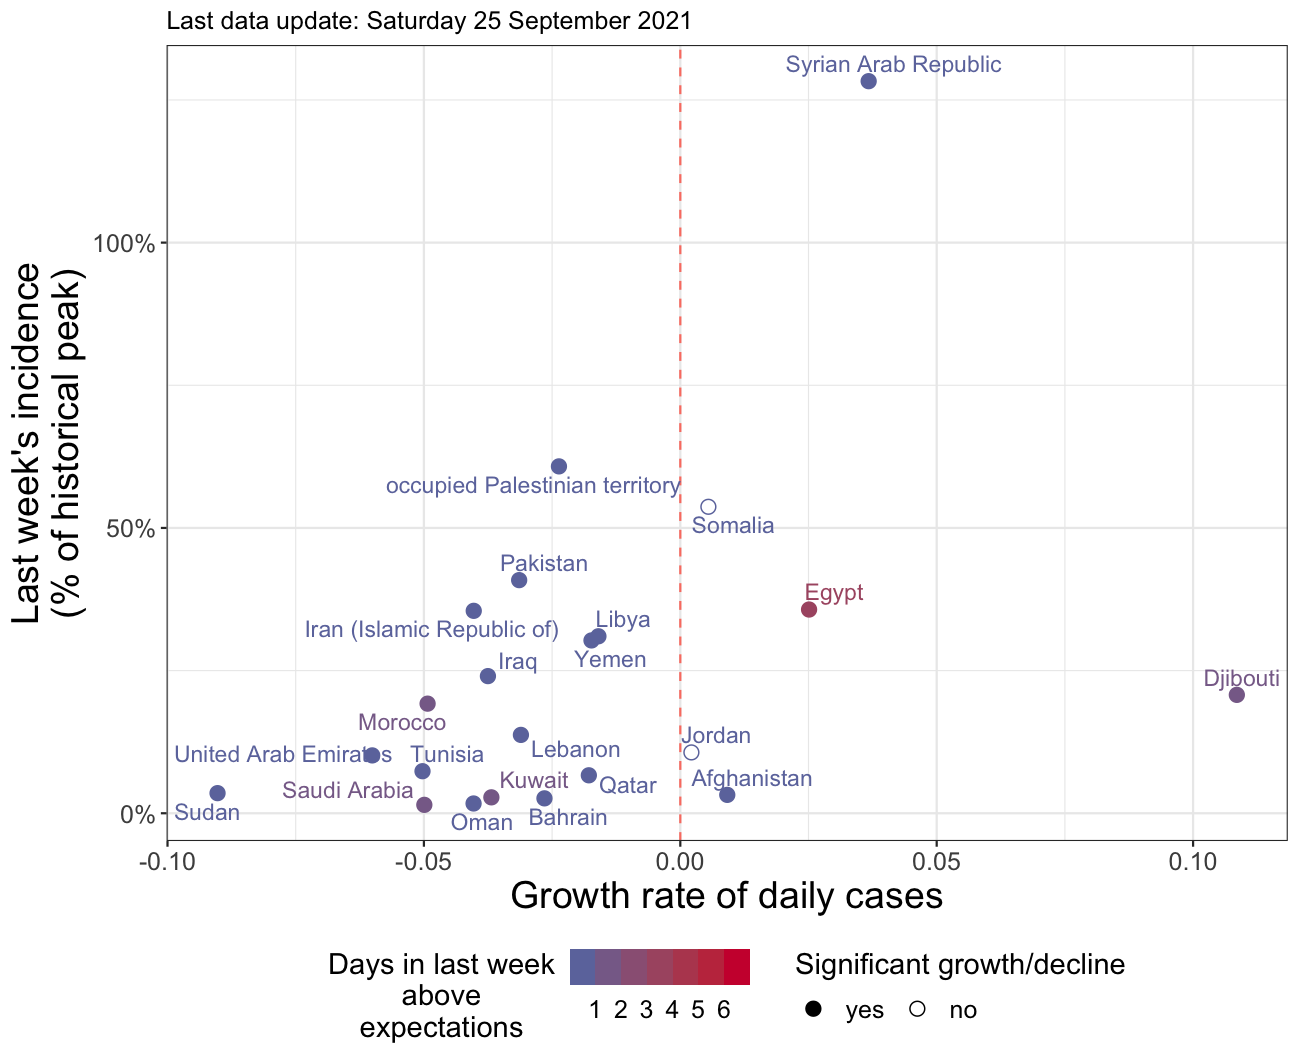 Last data update: Saturday 25 September 2021
Syrian Arab Republic
100%
Last week's incidence
(% of historical peak)
occupied Palestinian territory
Somalia
50%
Pakistan
Egypt
Libya
Iran (Islamic Republic of)
Yemen
Iraq
Djibouti
Morocco
Jordan
Lebanon
United Arab Emirates
Tunisia
Afghanistan
Kuwait
Qatar
Saudi Arabia
Sudan
0%
Oman
Bahrain
-0.10 -0.05 0.00 0.05 0.10
Growth rate of daily cases
Days in last week
above
expectations
1 2 3 4 5 6
Significant growth/decline
yes no